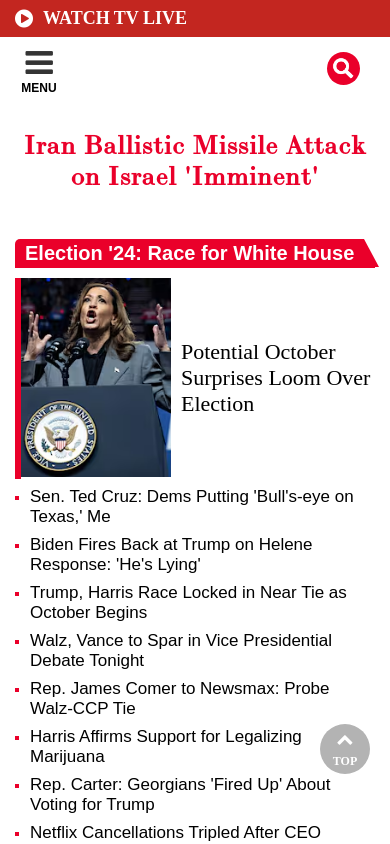 WATCH TV LIVE
MENU
Iran Ballistic Missile Attack
on Israel 'Imminent'
Election '24: Race for White House
VICE PRESIDENT OF THE
Potential October
Surprises Loom Over
Election
Sen. Ted Cruz: Dems Putting 'Bull's-eye on
Texas,' Me
Biden Fires Back at Trump on Helene
Response: 'He's Lying'
Trump, Harris Race Locked in Near Tie as
October Begins
Walz, Vance to Spar in Vice Presidential
Debate Tonight
Rep. James Comer to Newsmax: Probe
Walz-CCP Tie
Harris Affirms Support for Legalizing
Marijuana
TOP
Rep. Carter: Georgians 'Fired Up' About
Voting for Trump
Netflix Cancellations Tripled After CEO